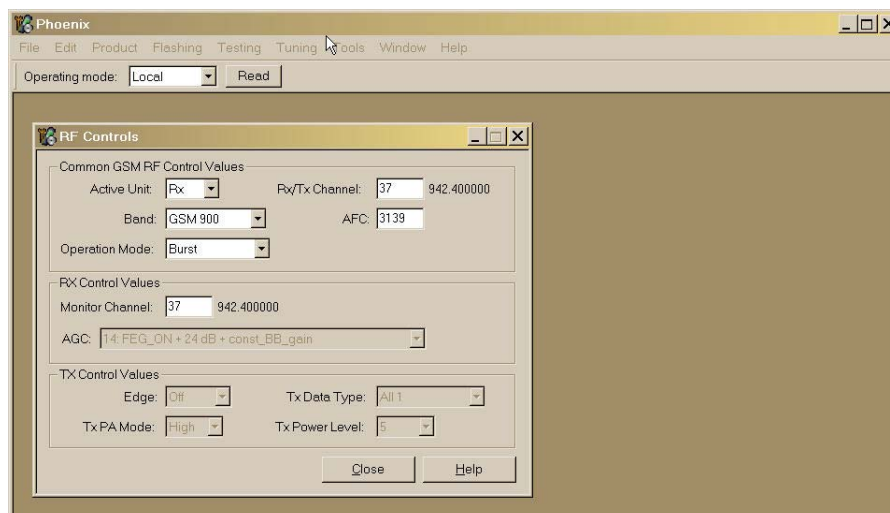 Phoenix
File Edit Product Flashing Testing Tuning Tools Window Help
Operating mode: Local Read
RF Controls
Common GSM RF Control Values
Active Unit: Rx Rx/Tx Channel: 37 942.400000
Band: GSM 900 AFC: 3139
Operation Mode: Burst
RX Control Values
Monitor Channel: 37 942.400000
AGC: 14: FEG_ON + 24 dB + const_BB_gain
TX Control Values
Edge: Off Tx Data Type: All 1
Tx PA Mode: High Tx Power Level: 5
Close Help